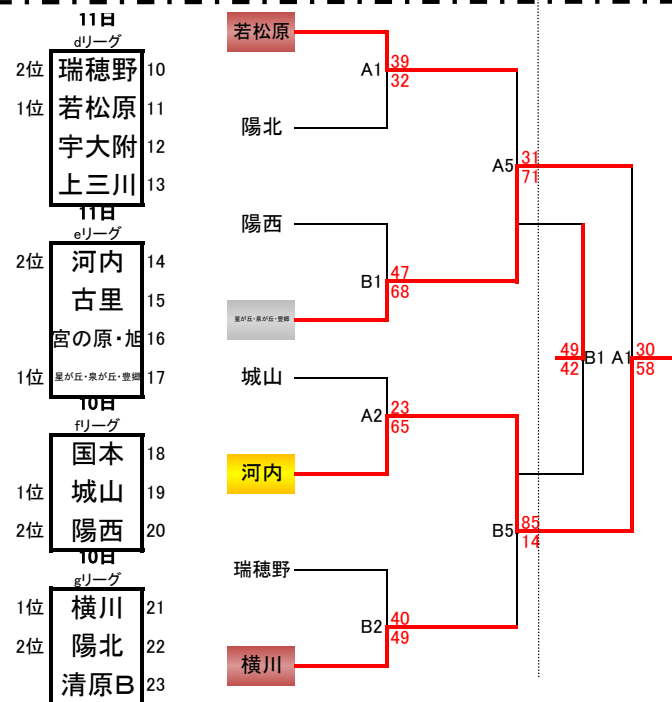 11日
dリーグ
2位 瑞穂野 10
1位 若松原 11
宇大附 12
上三川 13
11日
eリーグ
2位 河内 14
古里 15
宮の原・旭 16
1位 星が丘・泉が丘・豊郷 17
10日
fリーグ
国本 18
1位 城山 19
2位 陽西 20
10日
gリーグ
1位 横川 21
2位 陽北 22
清原B 23
若松原
A1 39
32
陽北
A5 31
71
陽西
B1 47
68
星が丘・泉が丘・豊郷
49
42
B1
A1 30
58
城山
A2 23
65
河内
B5 85
14
瑞穂野
B2 40
49
横川